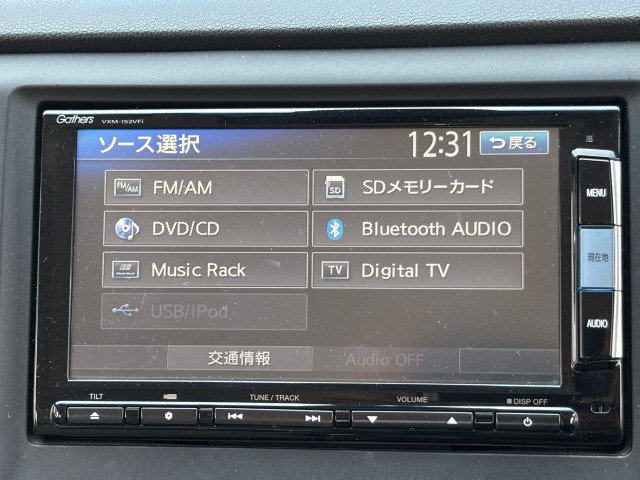 Gathers VXM-152VFi
ソース選択 12:31 戻る
FM/AM FM/AM SD SDメモリーカード
DVD/CD Bluetooth AUDIO
Music Rack TV Digital TV
USB/iPod
交通情報 Audio OFF
MENU
現在地
AUDIO
TILT TUNE / TRACK VOLUME DISP OFF